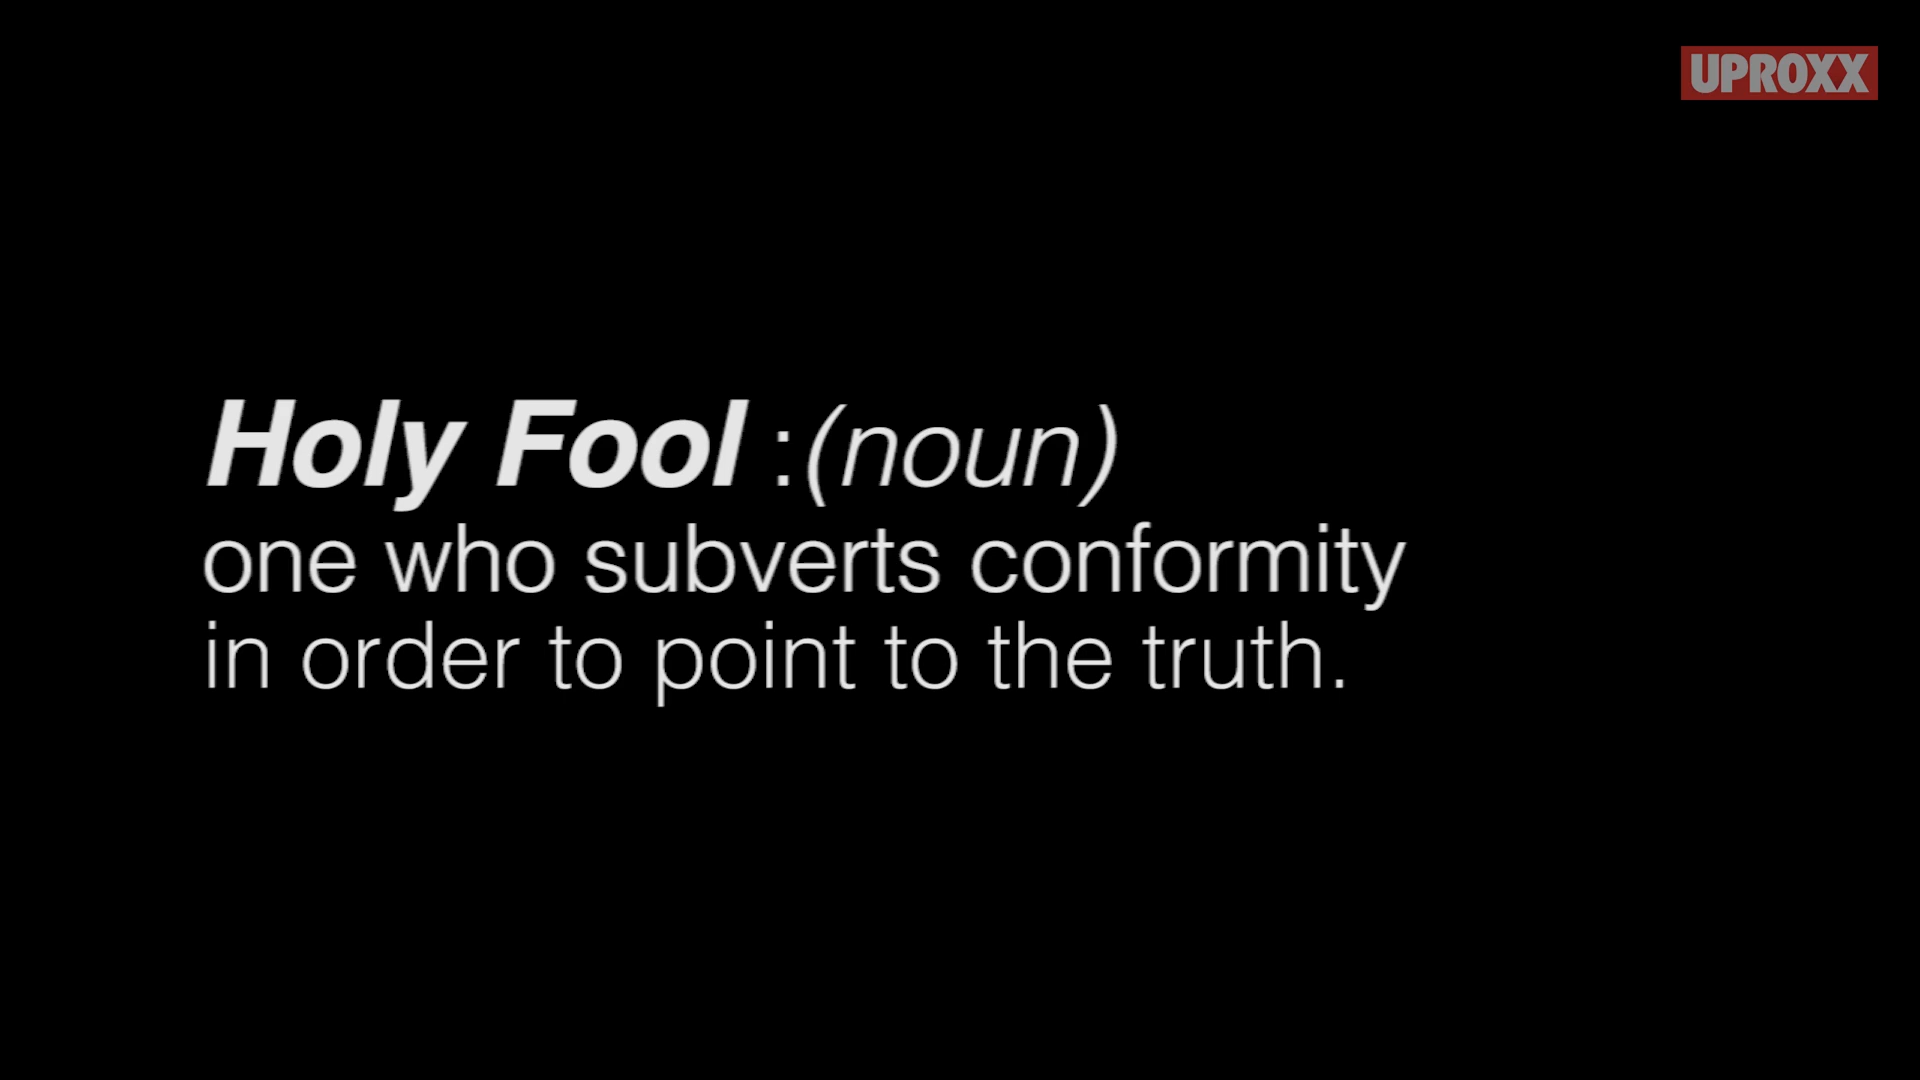 UPROXX
Holy Fool :(noun)
one who subverts conformity
in order to point to the truth.